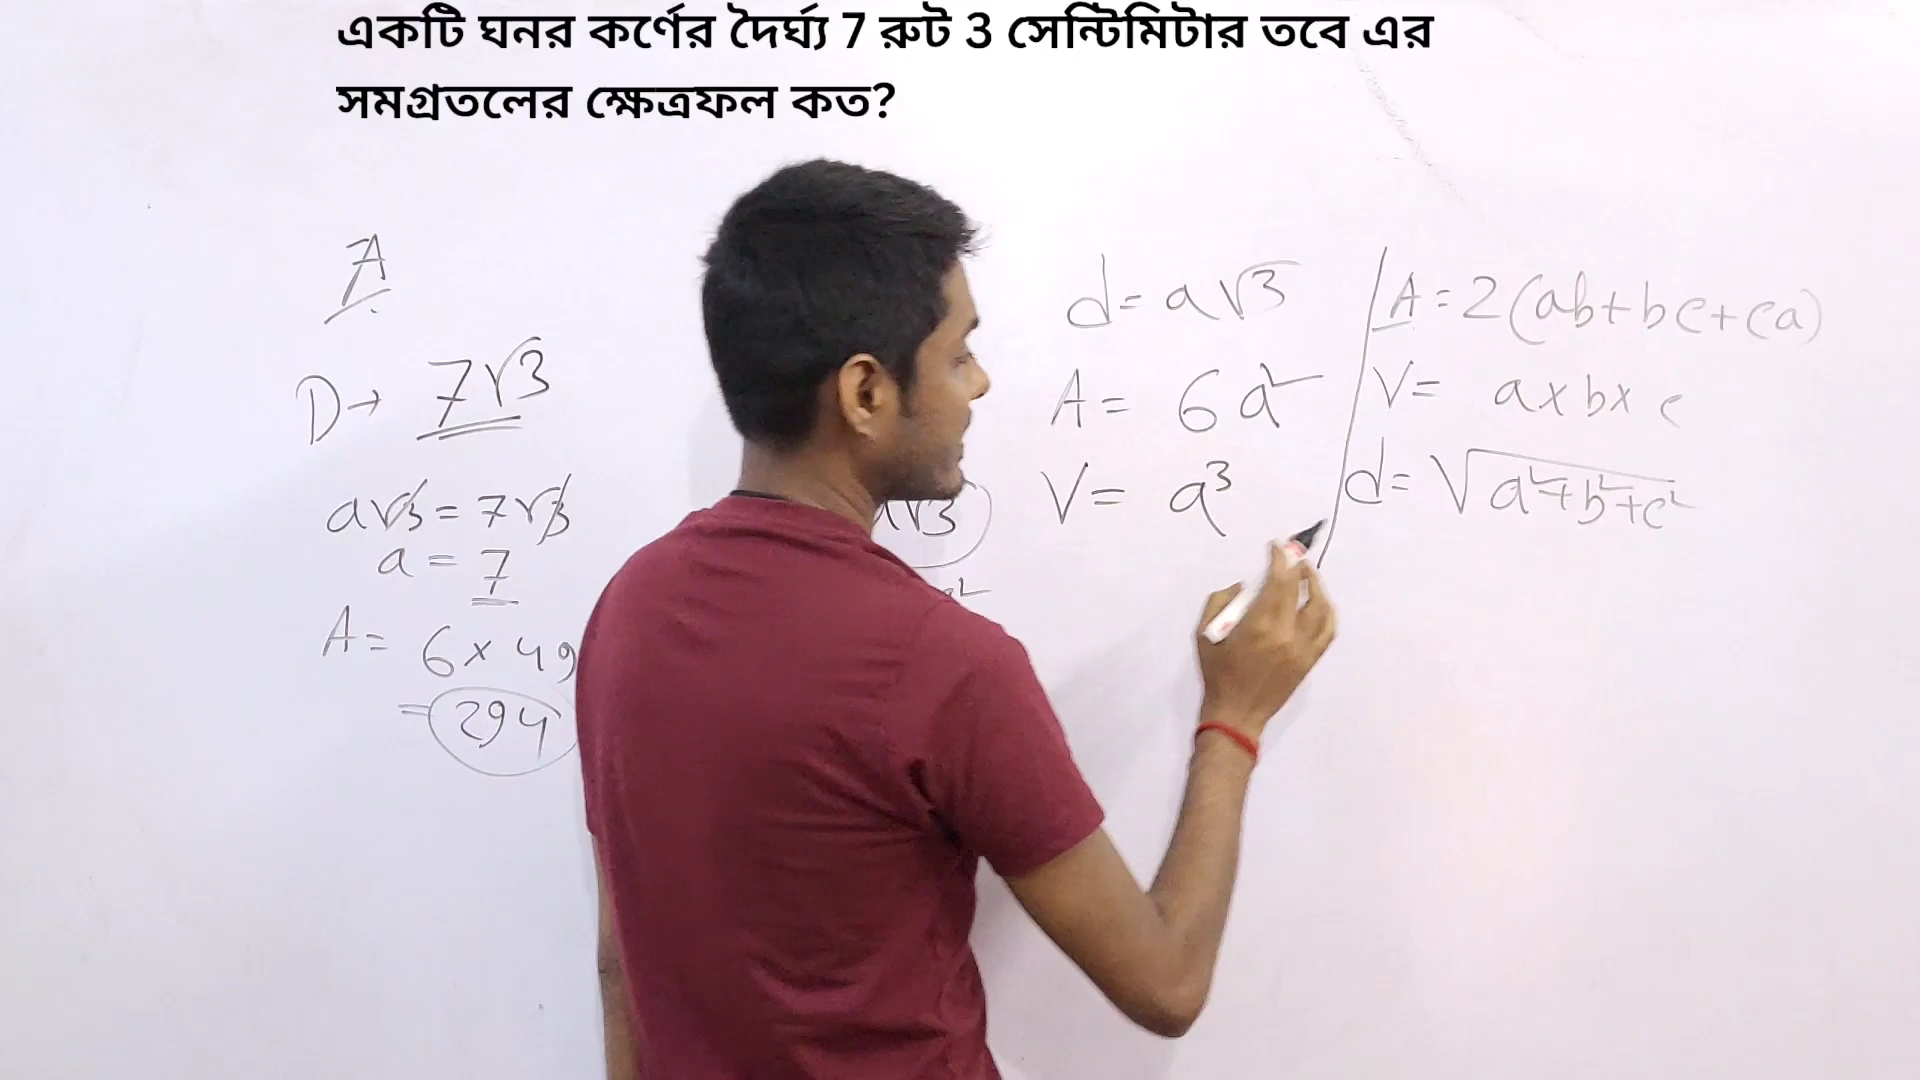 একটি ঘনর কর্ণের দৈর্ঘ্য 7 রুট 3 সেন্টিমিটার তবে এর
সমগ্রতলের ক্ষেত্রফল কত?
A
D→ 7√3
a√3 = 7√3
a = 7
A = 6 × 49
= 294
√3
d = a√3
A = 6a²
V = a³
A = 2(ab+bc+ca)
V = a×b×c
d = √a²+b²+c²